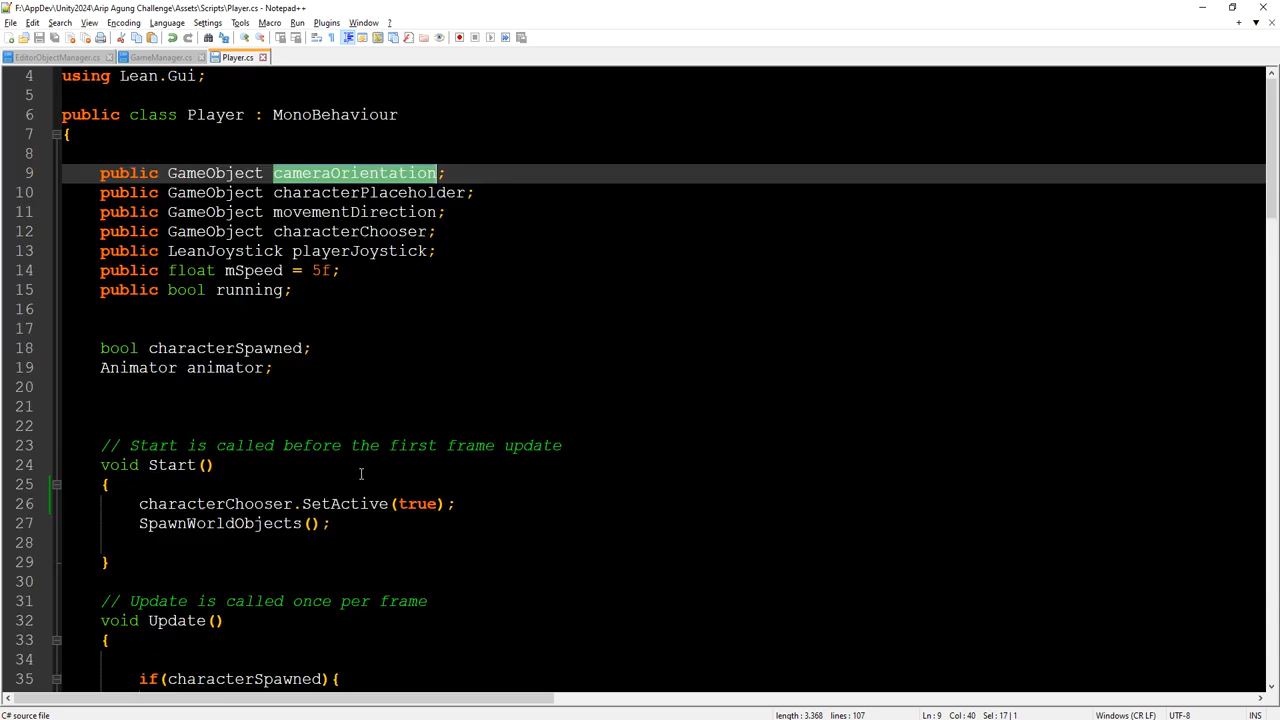 F:\AppDev\Unity2024\Arip Agung Challenge\Assets\Scripts\Player.cs - Notepad++
File Edit Search View Encoding Language Settings Tools Macro Run Plugins Window ?
EditorObjectManager.cs GameManager.cs Player.cs
4 using Lean.Gui;
5
6 public class Player : MonoBehaviour
7 {
8
9 public GameObject cameraOrientation;
10 public GameObject characterPlaceholder;
11 public GameObject movementDirection;
12 public GameObject characterChooser;
13 public LeanJoystick playerJoystick;
14 public float mSpeed = 5f;
15 public bool running;
16
17
18 bool characterSpawned;
19 Animator animator;
20
21
22
23 // Start is called before the first frame update
24 void Start()
25 {
26 characterChooser.SetActive(true);
27 SpawnWorldObjects();
28
29 }
30
31 // Update is called once per frame
32 void Update()
33 {
34
35 if(characterSpawned){
C# source file length : 3.368 lines : 107 Ln : 9 Col : 40 Sel : 17 | 1 Windows (CR LF) UTF-8 INS